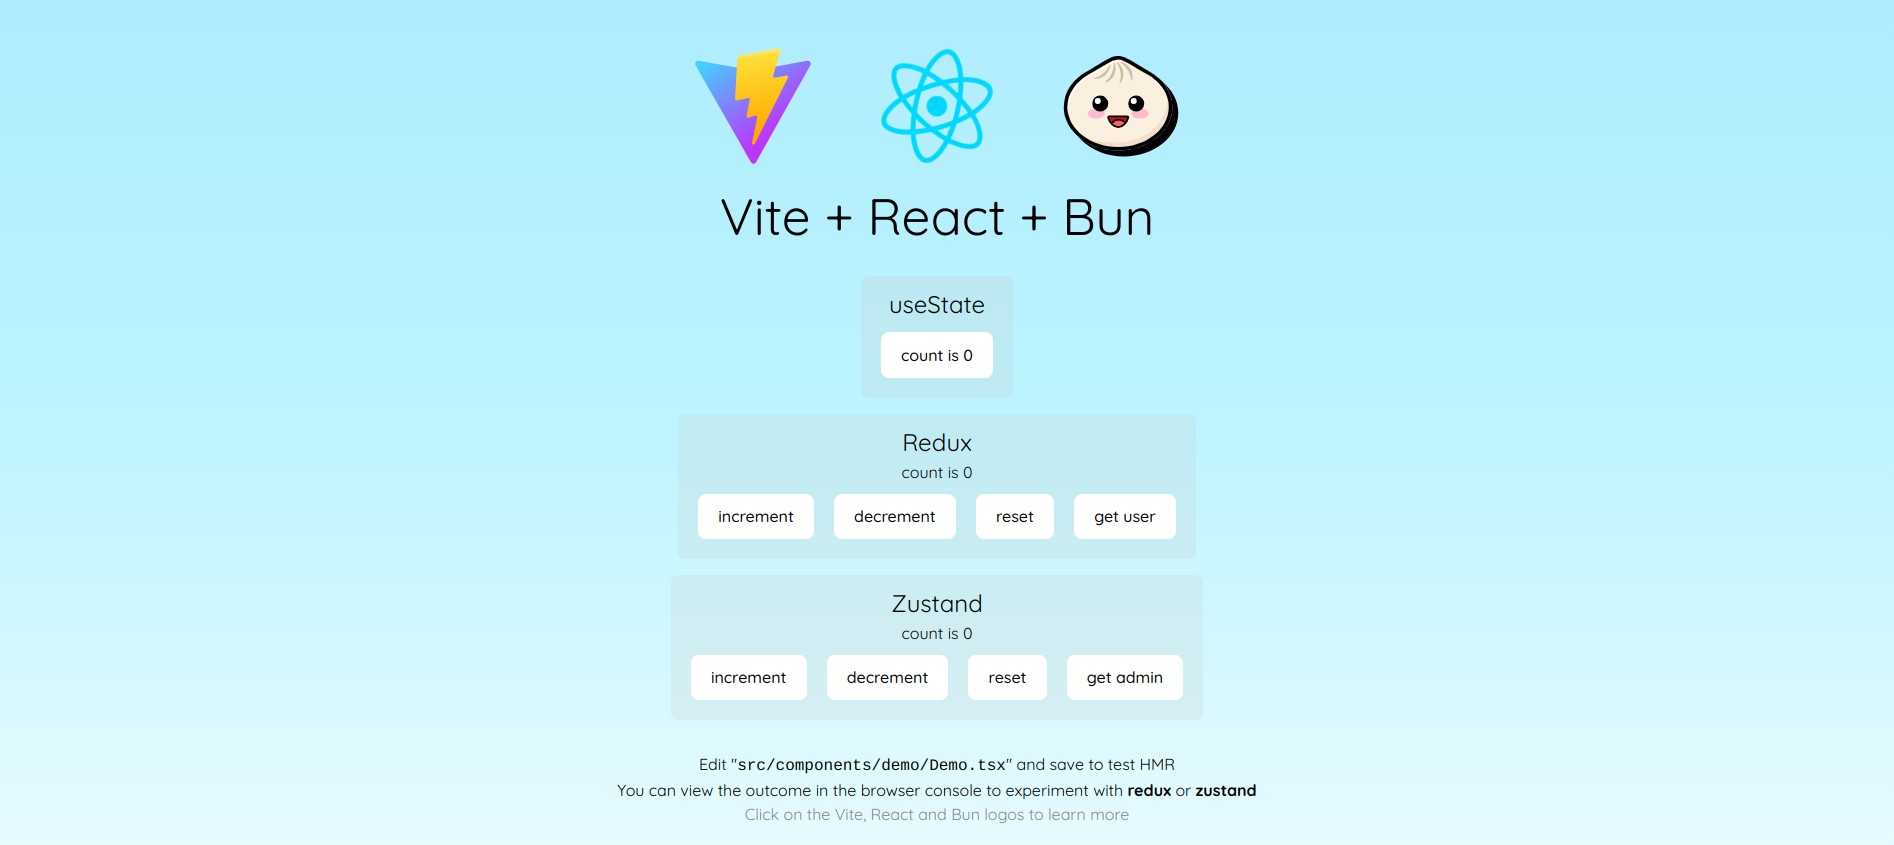 Vite + React + Bun
useState
count is 0
Redux
count is 0
increment decrement reset get user
Zustand
count is 0
increment decrement reset get admin
Edit "src/components/demo/Demo.tsx" and save to test HMR
You can view the outcome in the browser console to experiment with redux or zustand
Click on the Vite, React and Bun logos to learn more